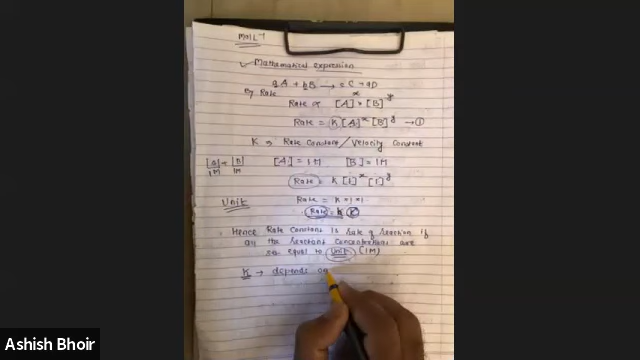 Mol L⁻¹
Mathematical expression
aA + bB → cC + dD
By Rate
Rate ∝ [A]ˣ [B]ʸ
Rate = K[A]ˣ [B]ʸ → ①
K ⇒ Rate Constant / Velocity Constant
[A] = 1M [B] = 1M
Rate = K[1]ˣ [1]ʸ
Unit
Rate = K × 1 × 1
Rate = K
Hence Rate Constant is Rate of Reaction if
all the reactant concentrations are
equal to Unit (1M)
K → depends on
Ashish Bhoir